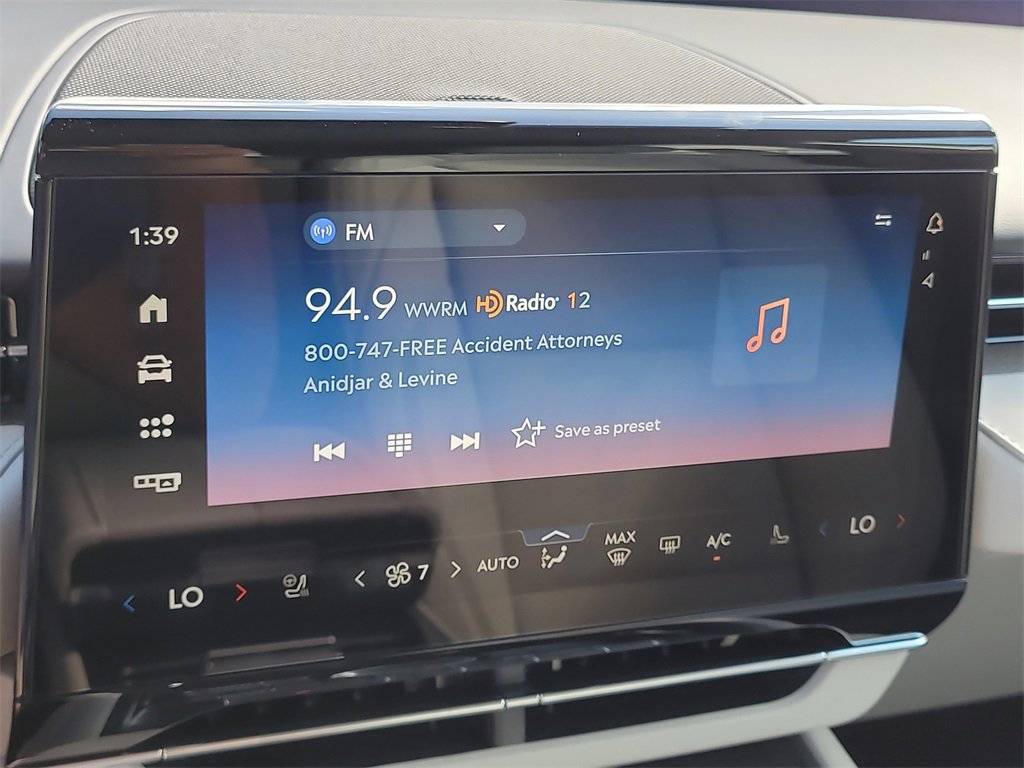 1:39
FM
94.9 WWRM HD Radio 12
800-747-FREE Accident Attorneys
Anidjar & Levine
Save as preset
LO
7
AUTO
MAX
A/C
LO